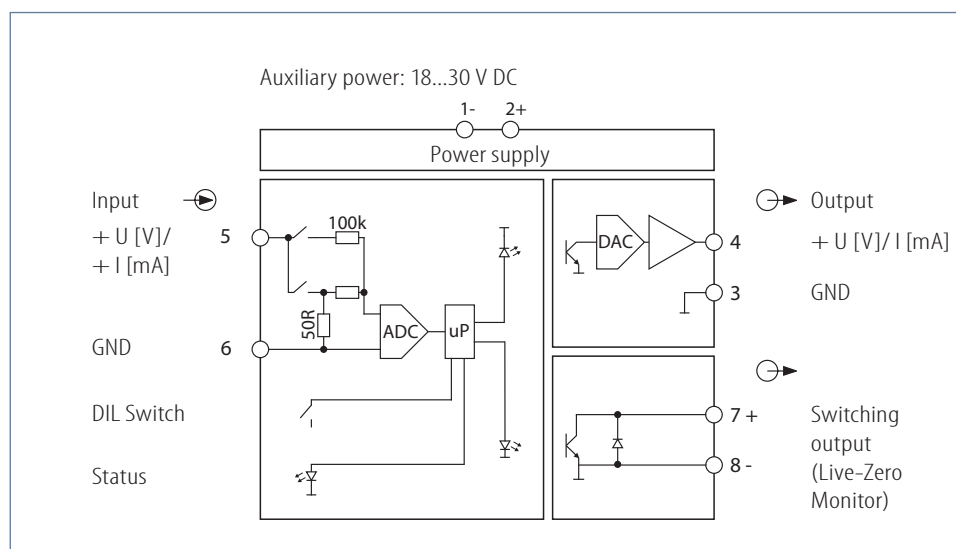 Auxiliary power: 18...30 V DC
1- 2+
Power supply
Input
+ U [V]/
+ I [mA]
5
100k
50R
ADC
uP
GND
6
DIL Switch
Status
DAC
4
3
Output
+ U [V]/ I [mA]
GND
7 +
8 -
Switching
output
(Live-Zero
Monitor)